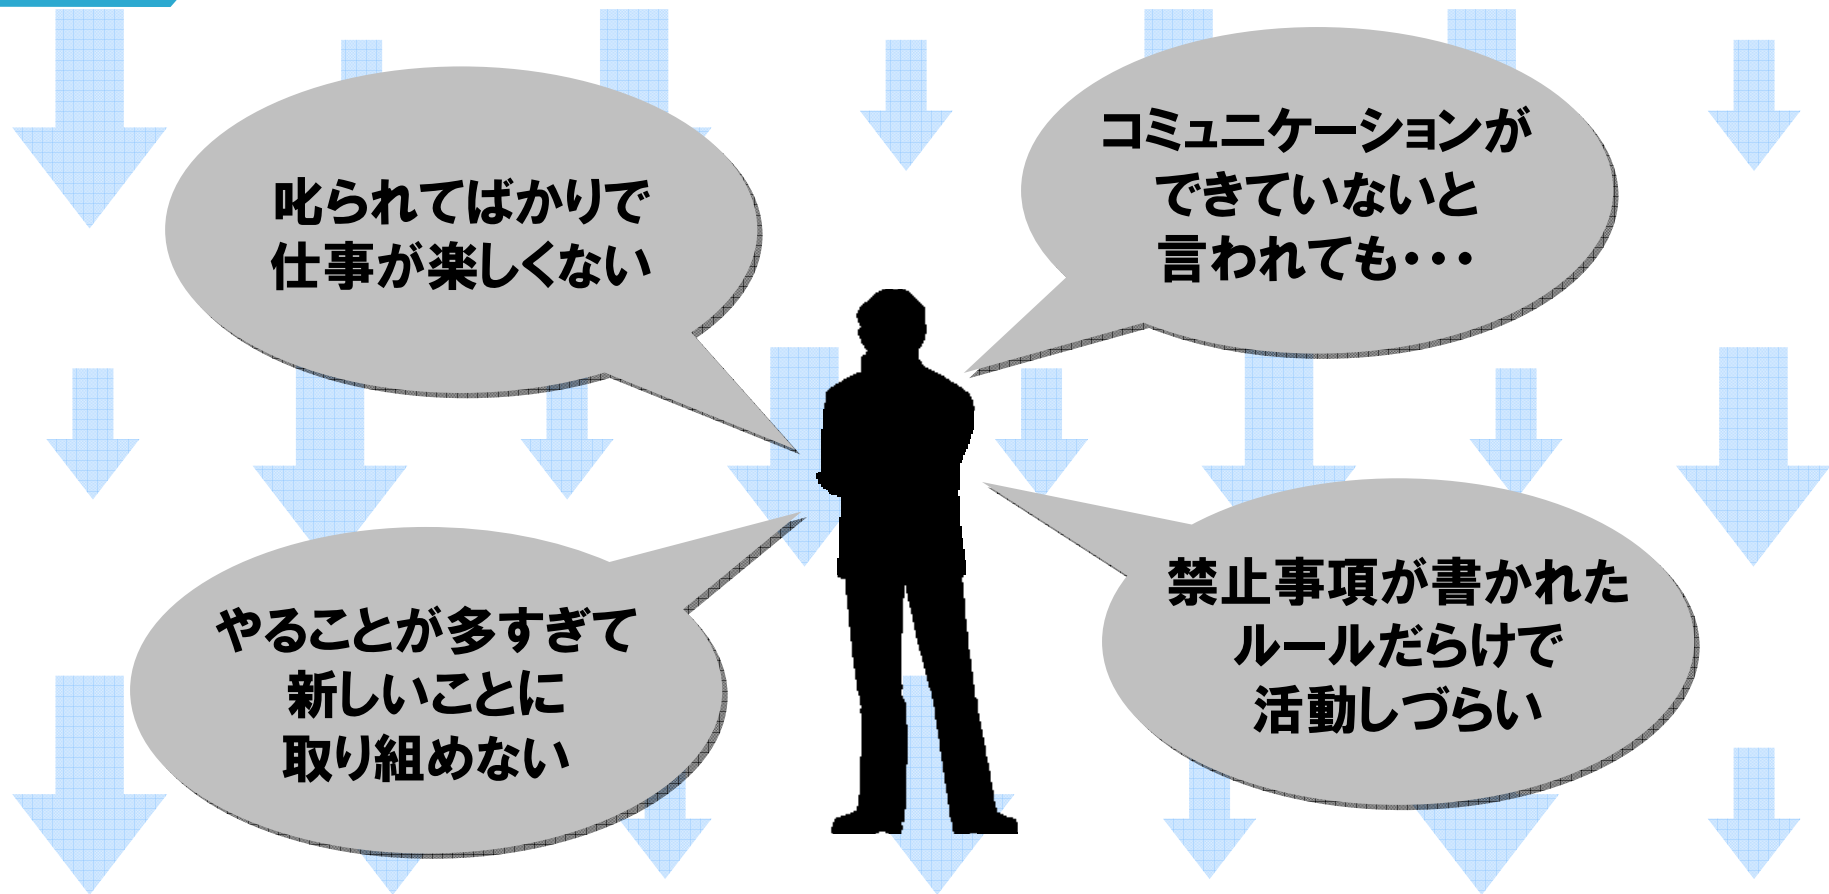 叱られてばかりで
仕事が楽しくない
コミュニケーションが
できていないと
言われても・・・
やることが多すぎて
新しいことに
取り組めない
禁止事項が書かれた
ルールだらけで
活動しづらい